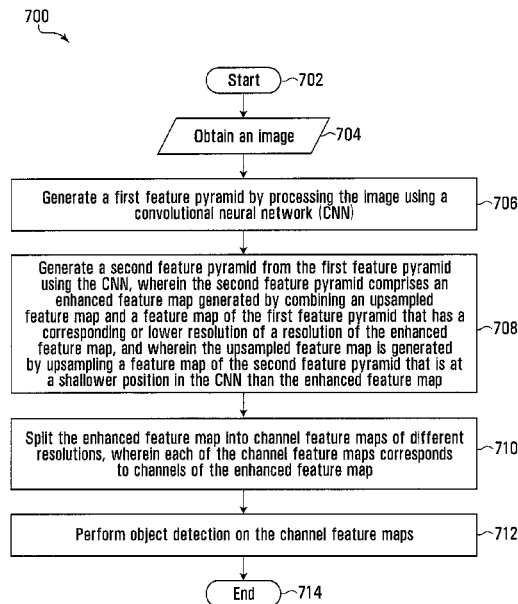 700
Start
702
Obtain an image
704
Generate a first feature pyramid by processing the image using a
convolutional neural network (CNN)
706
Generate a second feature pyramid from the first feature pyramid
using the CNN, wherein the second feature pyramid comprises an
enhanced feature map generated by combining an upsampled
feature map and a feature map of the first feature pyramid that has a
corresponding or lower resolution of a resolution of the enhanced
feature map, and wherein the upsampled feature map is generated
by upsampling a feature map of the second feature pyramid that is at
a shallower position in the CNN than the enhanced feature map
708
Split the enhanced feature map into channel feature maps of different
resolutions, wherein each of the channel feature maps corresponds
to channels of the enhanced feature map
710
Perform object detection on the channel feature maps
712
End
714